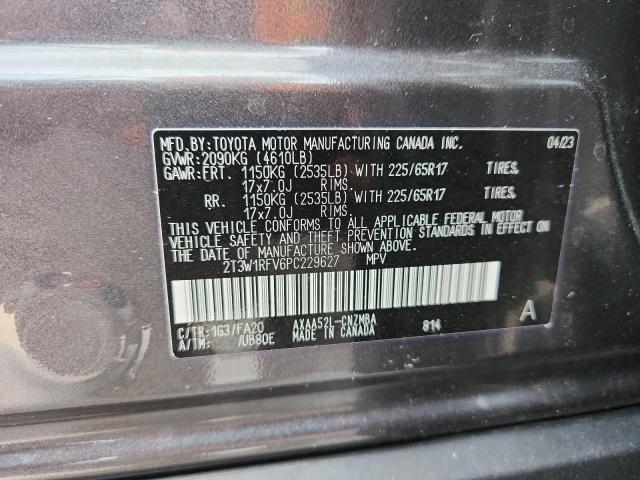 MFD.BY:TOYOTA MOTOR MANUFACTURING CANADA INC. 04/23
GVWR:2090KG (4610LB)
GAWR:FRT. 1150KG (2535LB) WITH 225/65R17 TIRES,
17x7.0J RIMS,
RR. 1150KG (2535LB) WITH 225/65R17 TIRES,
17x7.0J RIMS.
THIS VEHICLE CONFORMS TO ALL APPLICABLE FEDERAL MOTOR
VEHICLE SAFETY AND THEFT PREVENTION STANDARDS IN EFFECT ON
THE DATE OF MANUFACTURE SHOWN ABOVE.
2T3W1RFV6PC229627 MPV
C/TR:1G3/FA20 AXAA52L-CNZMBA A
A/TM: /UB80E MADE IN CANADA 814